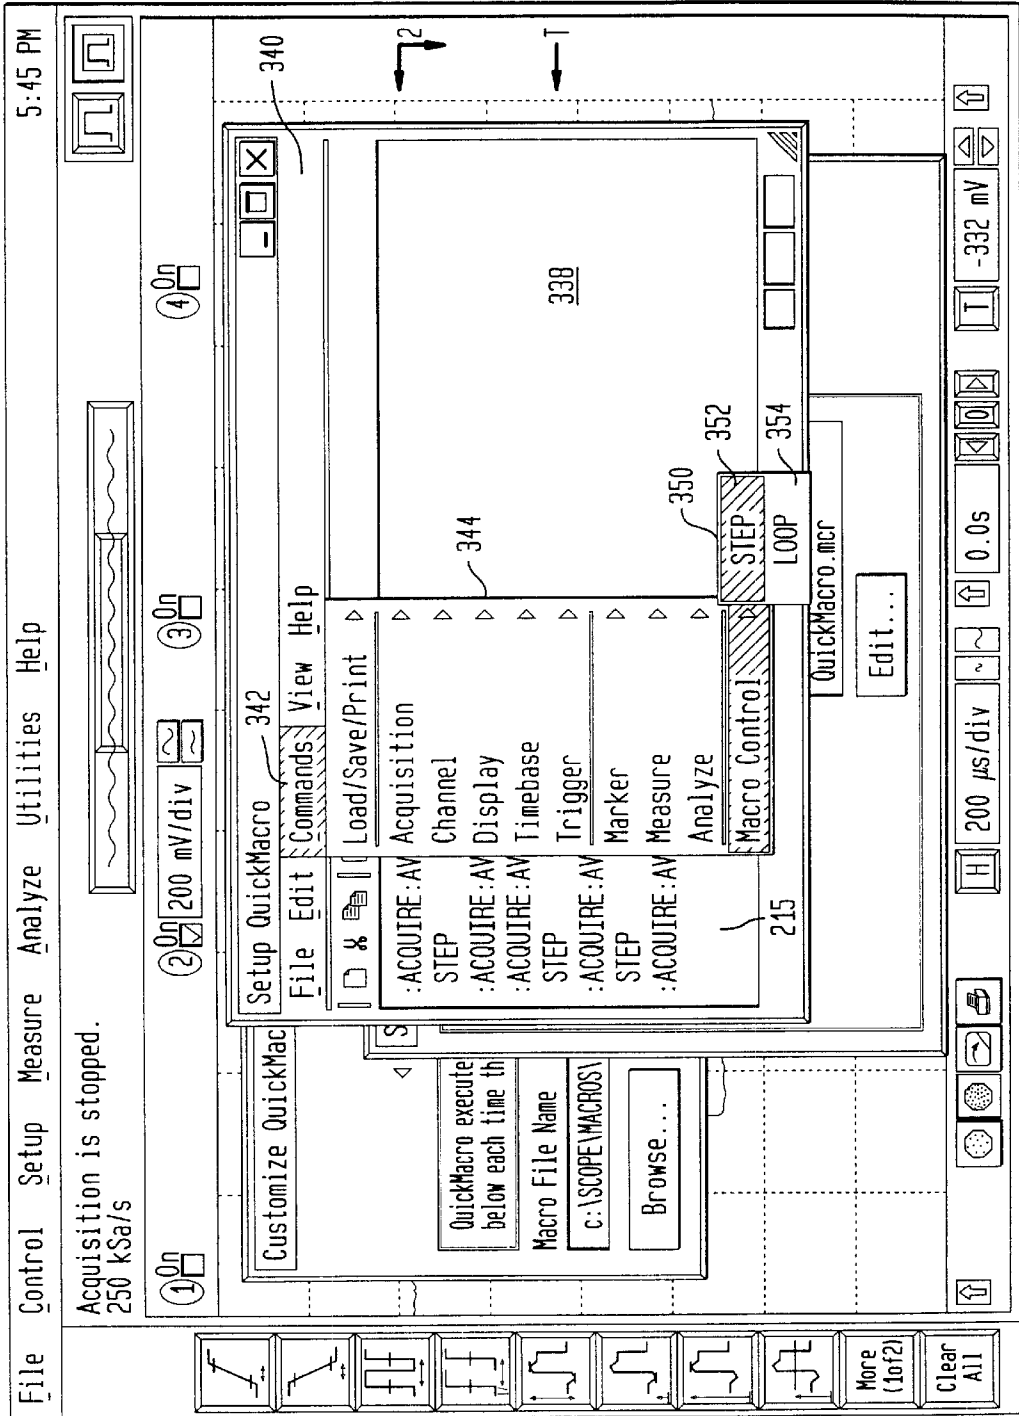 File Control Setup Measure Analyze Utilities Help 5:45 PM
Acquisition is stopped.
250 kSa/s
1 On
2 On 200 mV/div
3 On
4 On
Customize QuickMac
QuickMacro execute
below each time th
Macro File Name
c:\SCOPE\MACROS\
Browse...
S
QuickMacro.mcr
Edit...
Setup QuickMacro
342
340
File Edit Commands View Help
:ACQUIRE:AV
STEP
:ACQUIRE:AV
:ACQUIRE:AV
STEP
:ACQUIRE:AV
STEP
:ACQUIRE:AV
215
Load/Save/Print
Acquisition
Channel
Display
Timebase
Trigger
Marker
Measure
Analyze
Macro Control
344
338
350
STEP
352
LOOP
354
2
T
More
(1of2)
Clear
All
H 200 µs/div 0.0s 0 T -332 mV